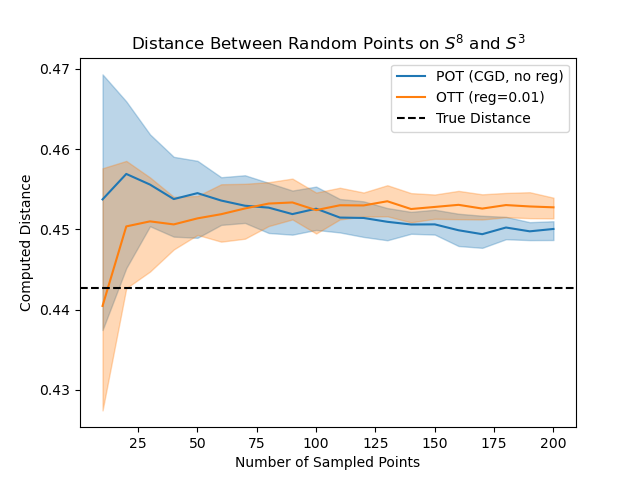 Distance Between Random Points on $S^8$ and $S^3$
0.47
0.46
0.45
0.44
0.43
Computed Distance
POT (CGD, no reg)
OTT (reg=0.01)
True Distance
25 50 75 100 125 150 175 200
Number of Sampled Points